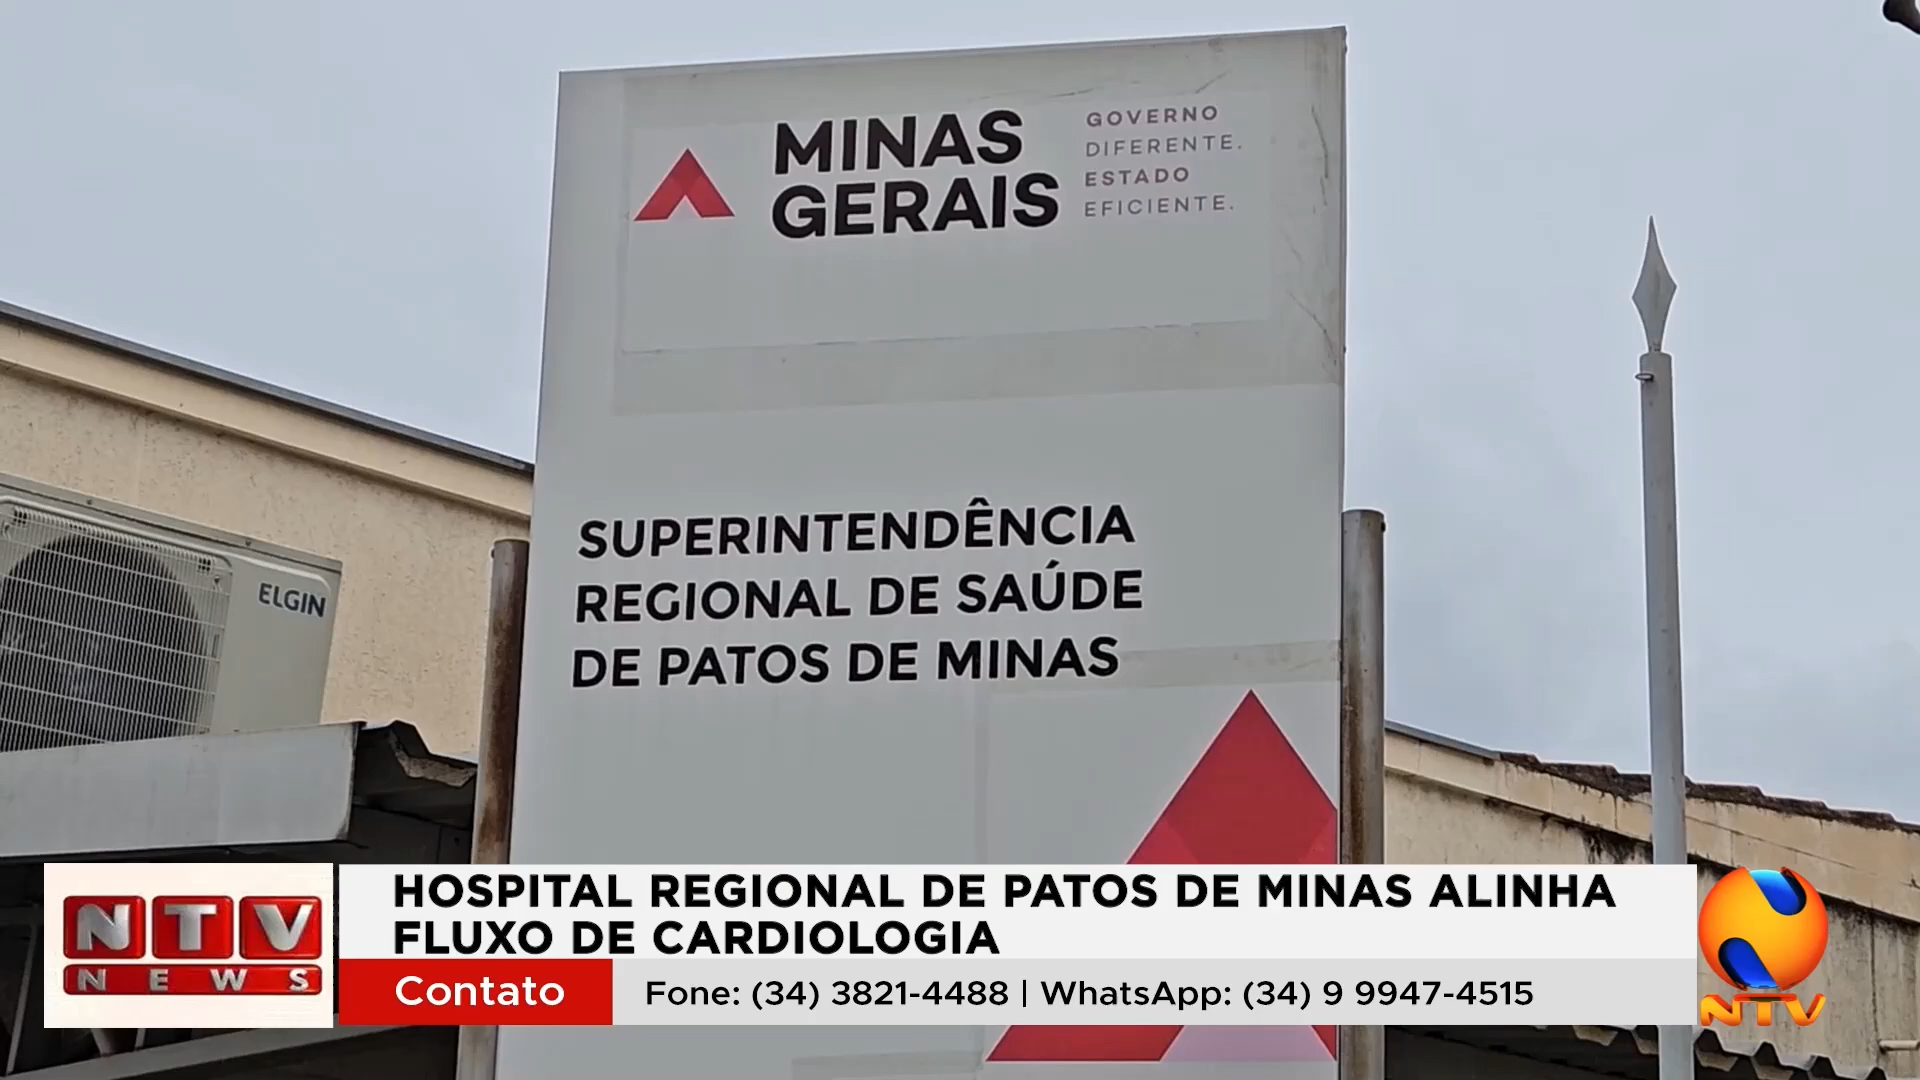 MINAS
GERAIS
GOVERNO
DIFERENTE.
ESTADO
EFICIENTE.
ELGIN
SUPERINTENDÊNCIA
REGIONAL DE SAÚDE
DE PATOS DE MINAS
NTV
NEWS
HOSPITAL REGIONAL DE PATOS DE MINAS ALINHA
FLUXO DE CARDIOLOGIA
Contato
Fone: (34) 3821-4488 | WhatsApp: (34) 9 9947-4515
NTV